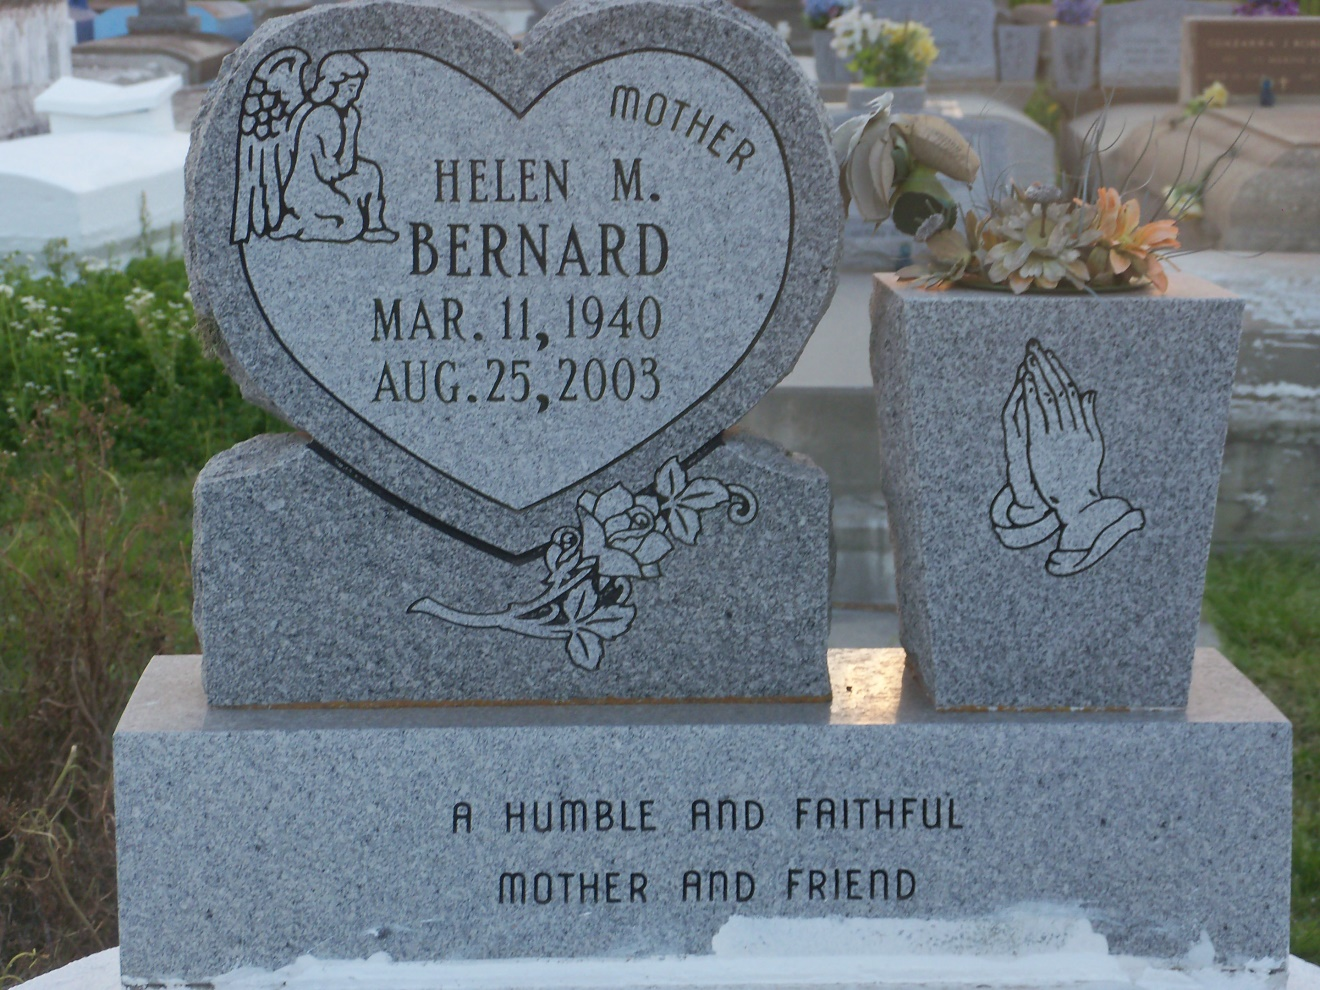 MOTHER
HELEN M.
BERNARD
MAR. 11, 1940
AUG. 25, 2003
A HUMBLE AND FAITHFUL
MOTHER AND FRIEND